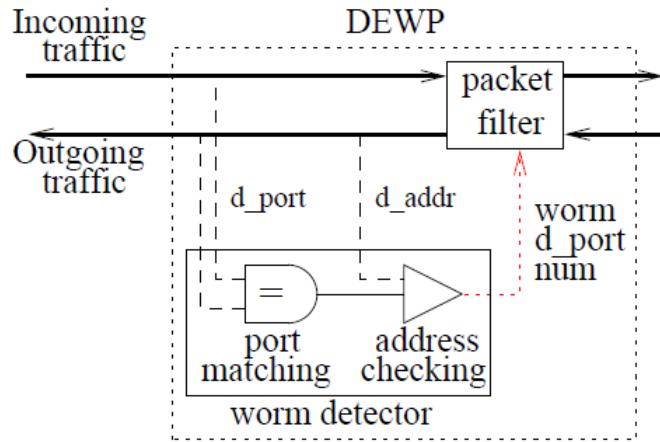 Incoming
traffic
DEWP
packet
filter
Outgoing
traffic
d_port
d_addr
worm
d_port
num
=
port
matching
address
checking
worm detector